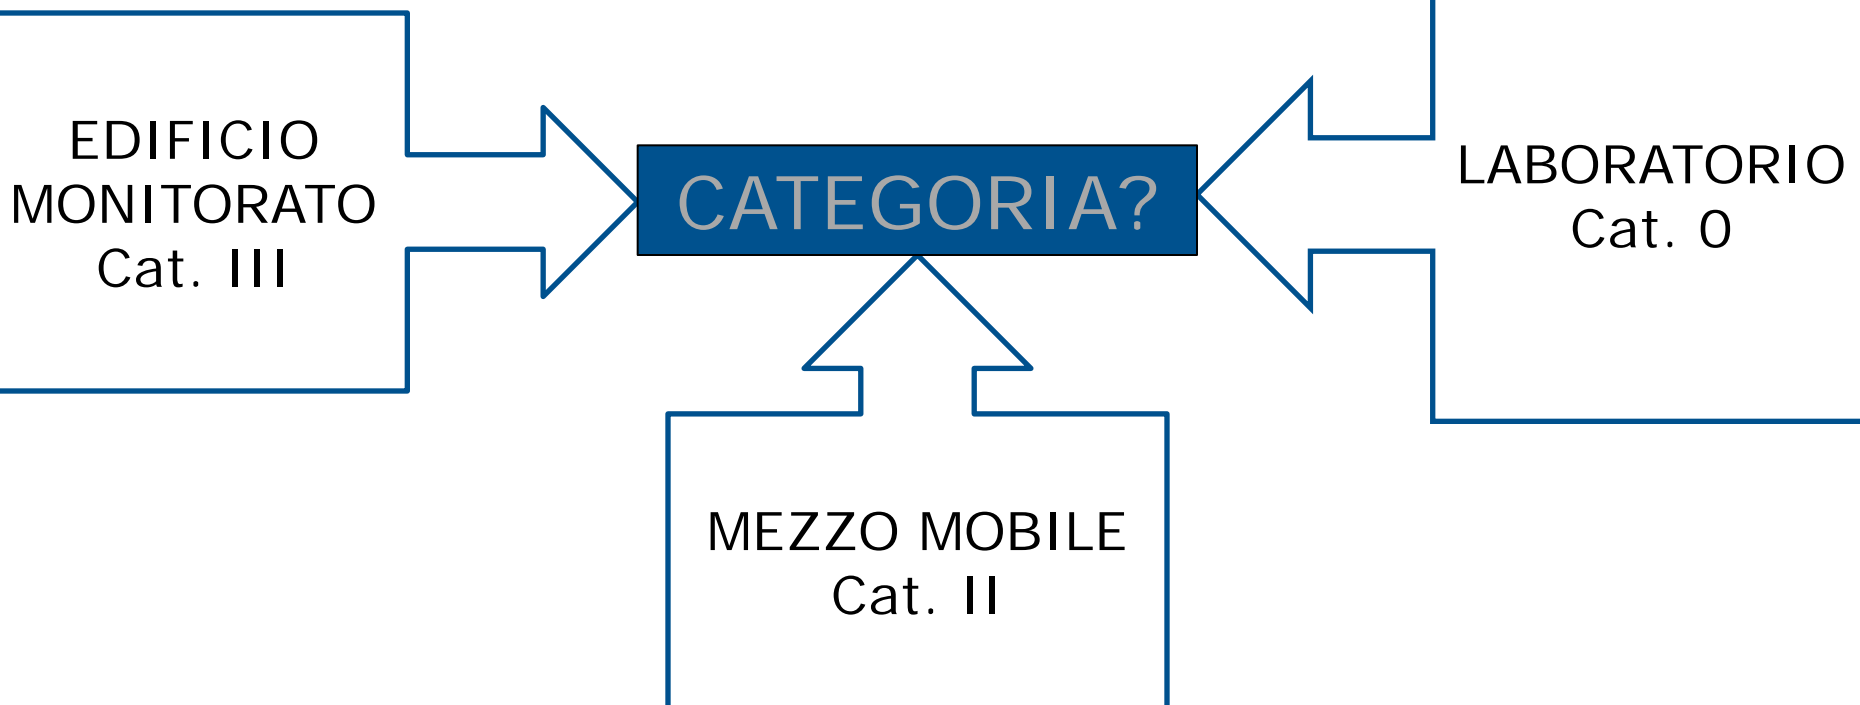 EDIFICIO
MONITORATO
Cat. III
CATEGORIA?
LABORATORIO
Cat. 0
MEZZO MOBILE
Cat. II